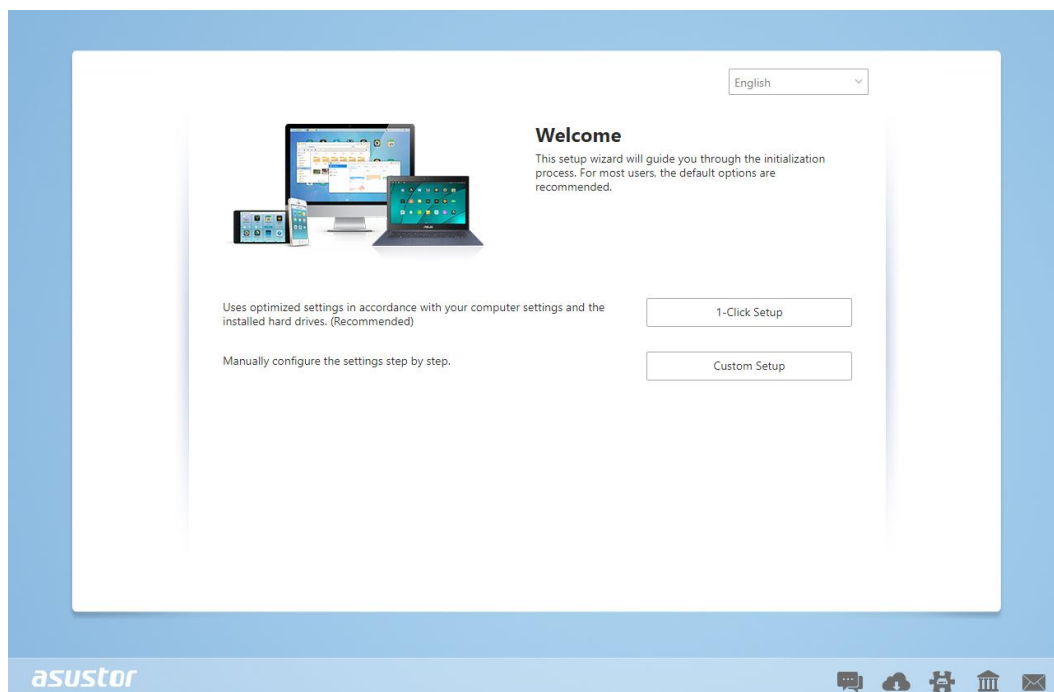 English
Welcome
This setup wizard will guide you through the initialization
process. For most users, the default options are
recommended.
Uses optimized settings in accordance with your computer settings and the
installed hard drives. (Recommended)
1-Click Setup
Manually configure the settings step by step.
Custom Setup
asustor